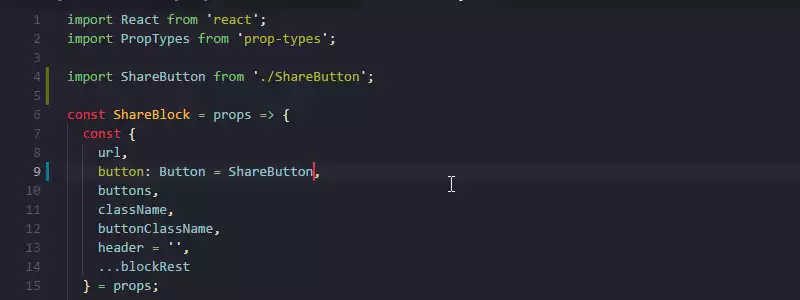 1 import React from 'react';
2 import PropTypes from 'prop-types';
3
4 import ShareButton from './ShareButton';
5
6 const ShareBlock = props => {
7 const {
8 url,
9 button: Button = ShareButton,
10 buttons,
11 className,
12 buttonClassName,
13 header = '',
14 ...blockRest
15 } = props;